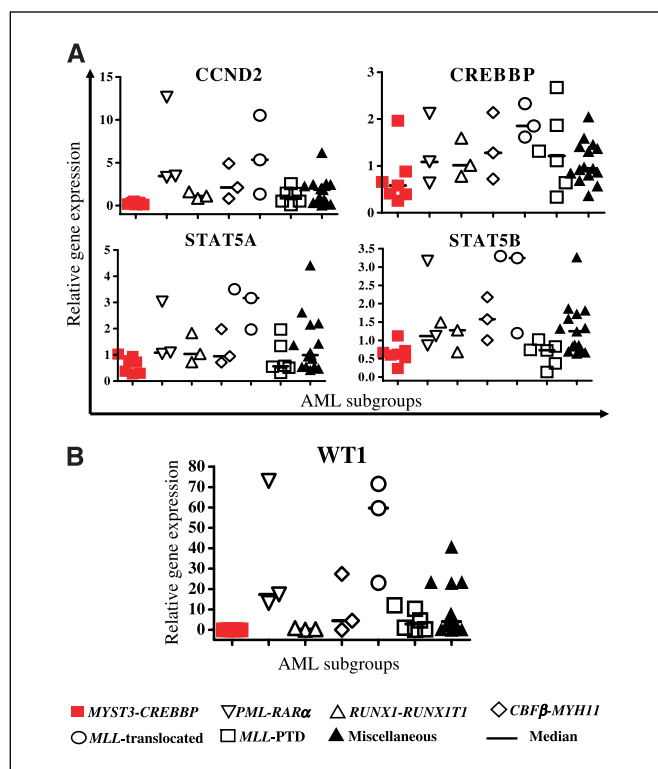 A
CCND2
CREBBP
15
10
5
0
3
2
1
0
STAT5A
STAT5B
5
4
3
2
1
0
3.5
3.0
2.5
2.0
1.5
1.0
0.5
0.0
Relative gene expression
AML subgroups
B
WT1
80
70
60
50
40
30
20
10
0
Relative gene expression
AML subgroups
MYST3-CREBBP PML-RARα RUNX1-RUNX1T1 CBFβ-MYH11
MLL-translocated MLL-PTD Miscellaneous Median